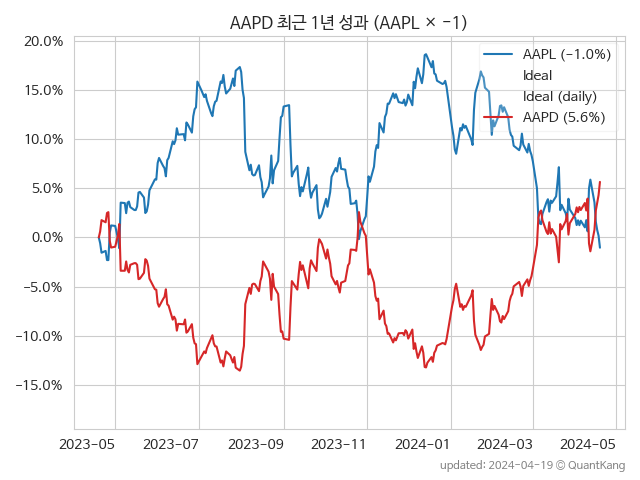 AAPD 최근 1년 성과 (AAPL × −1)
AAPL (−1.0%)
Ideal
Ideal (daily)
AAPD (5.6%)
20.0%
15.0%
10.0%
5.0%
0.0%
−5.0%
−10.0%
−15.0%
2023−05 2023−07 2023−09 2023−11 2024−01 2024−03 2024−05
updated: 2024−04−19 © QuantKang